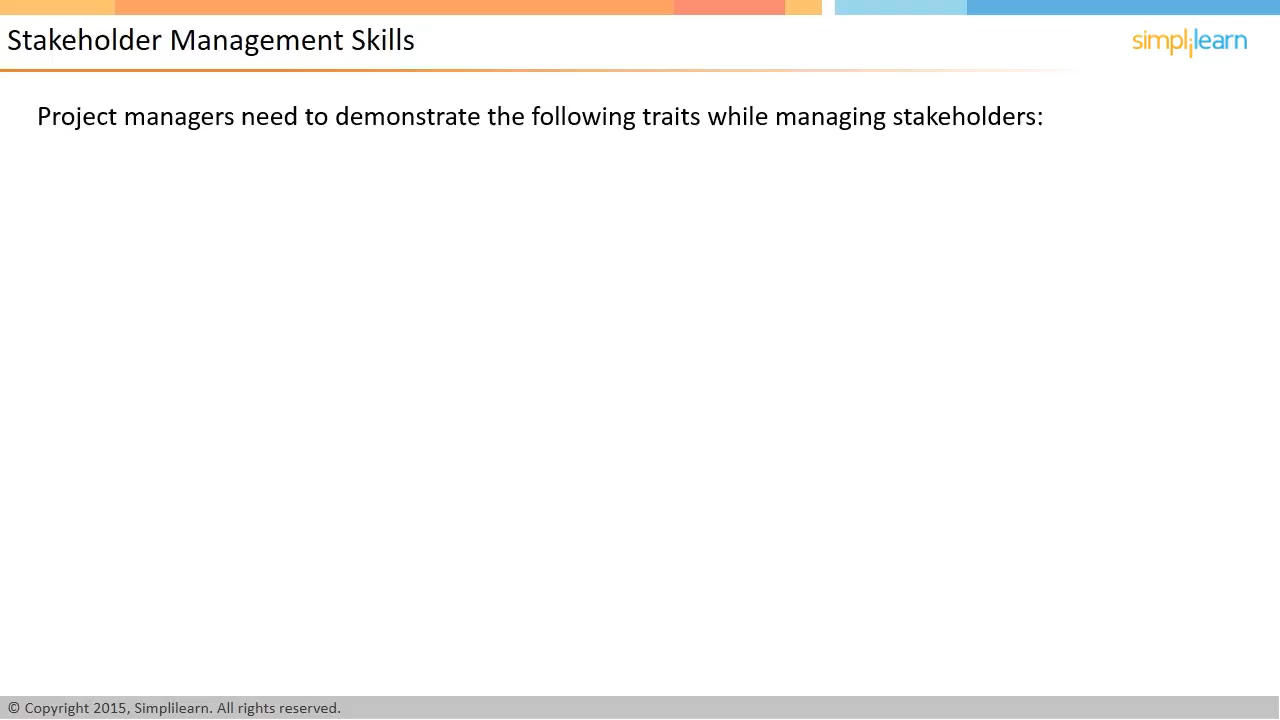 Stakeholder Management Skills
simplilearn
Project managers need to demonstrate the following traits while managing stakeholders:
© Copyright 2015, Simplilearn. All rights reserved.